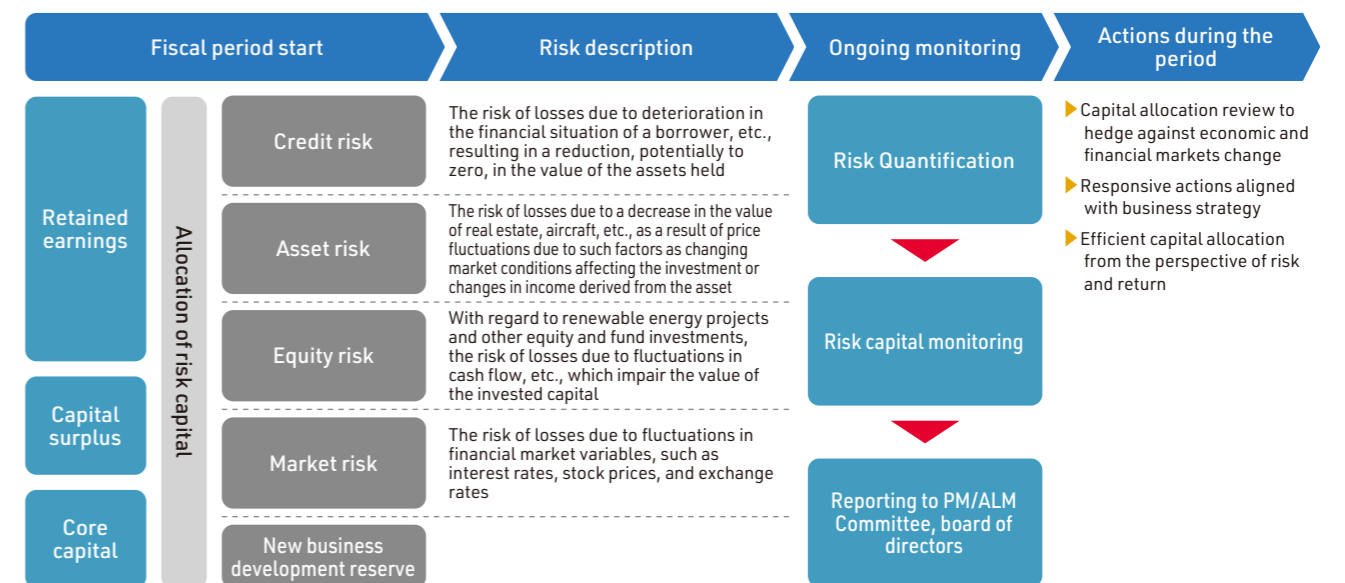 Fiscal period start
Risk description
Ongoing monitoring
Actions during the
period
Retained
earnings
Capital
surplus
Core
capital
Allocation of risk capital
Credit risk
The risk of losses due to deterioration in
the financial situation of a borrower, etc.,
resulting in a reduction, potentially to
zero, in the value of the assets held
Asset risk
The risk of losses due to a decrease in the value
of real estate, aircraft, etc., as a result of price
fluctuations due to such factors as changing
market conditions affecting the investment or
changes in income derived from the asset
Equity risk
With regard to renewable energy projects
and other equity and fund investments,
the risk of losses due to fluctuations in
cash flow, etc., which impair the value of
the invested capital
Market risk
The risk of losses due to fluctuations in
financial market variables, such as
interest rates, stock prices, and exchange
rates
New business
development reserve
Risk Quantification
Risk capital monitoring
Reporting to PM/ALM
Committee, board of
directors
Capital allocation review to
hedge against economic and
financial markets change
Responsive actions aligned
with business strategy
Efficient capital allocation
from the perspective of risk
and return